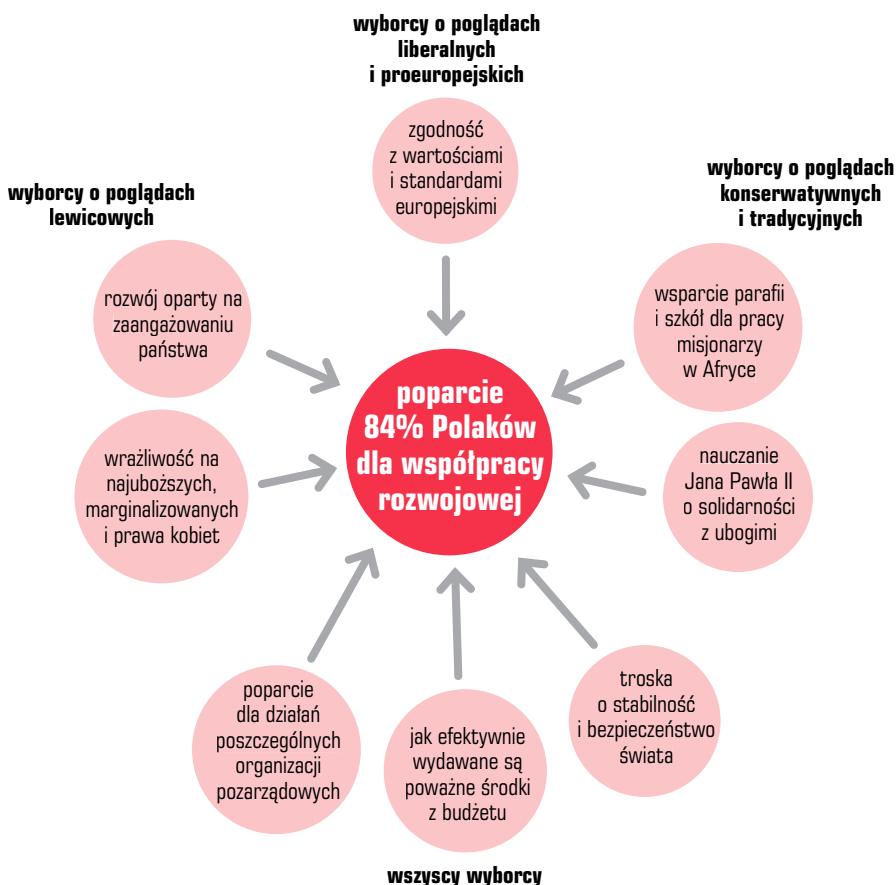 wyborcy o poglądach
liberalnych
i proeuropejskich
zgodność
z wartościami
i standardami
europejskimi
wyborcy o poglądach
lewicowych
rozwój oparty na
zaangażowaniu
państwa
wrażliwość na
najuboższych,
marginalizowanych
i prawa kobiet
wyborcy o poglądach
konserwatywnych
i tradycyjnych
wsparcie parafii
i szkół dla pracy
misjonarzy
w Afryce
nauczanie
Jana Pawła II
o solidarności
z ubogimi
poparcie
84% Polaków
dla współpracy
rozwojowej
poparcie
dla działań
poszczególnych
organizacji
pozarządowych
jak efektywnie
wydawane są
poważne środki
z budżetu
troska
o stabilność
i bezpieczeństwo
świata
wszyscy wyborcy